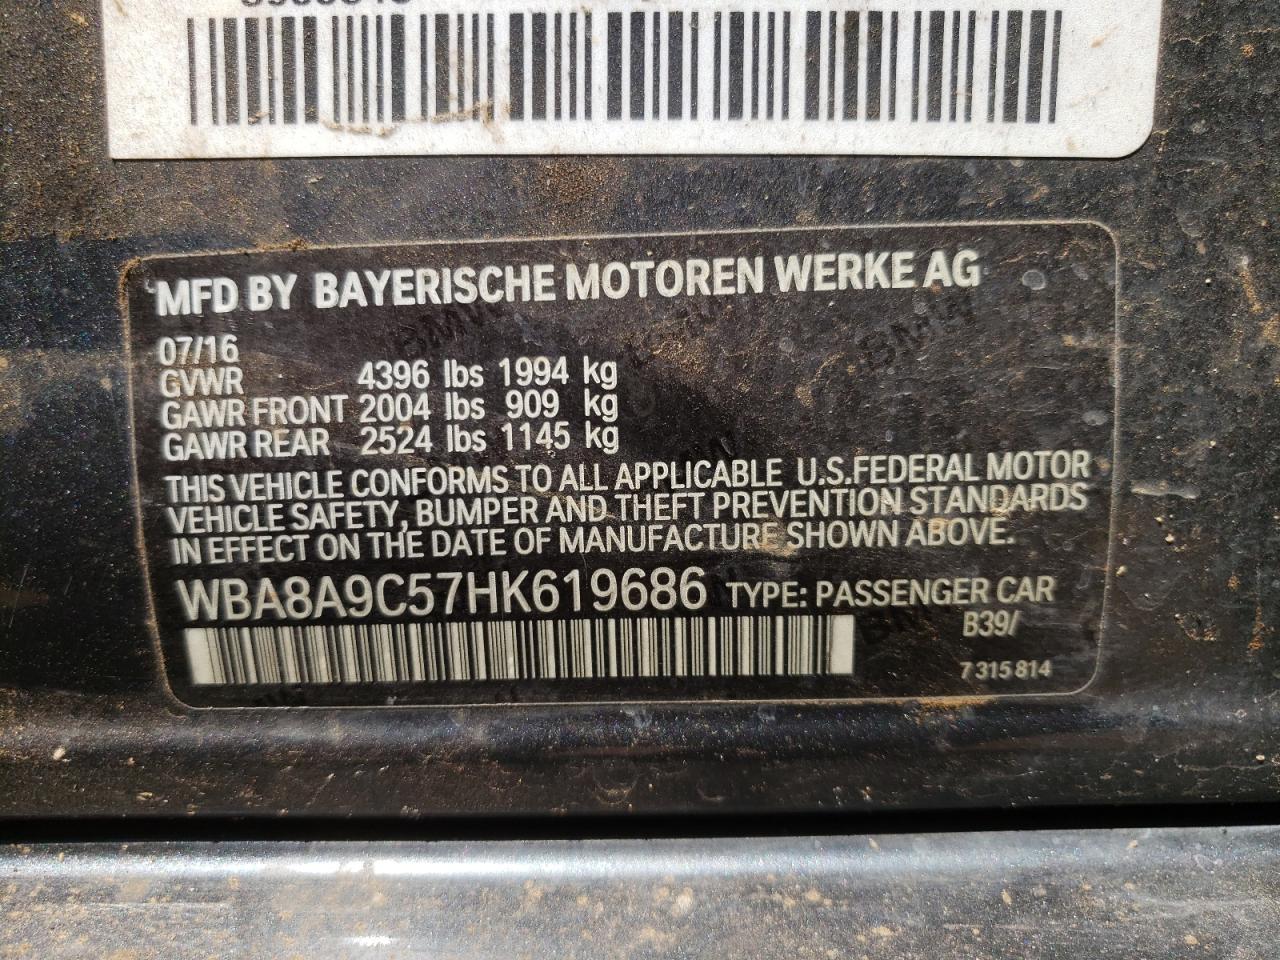 MFD BY BAYERISCHE MOTOREN WERKE AG
07/16
GVWR 4396 lbs 1994 kg
GAWR FRONT 2004 lbs 909 kg
GAWR REAR 2524 lbs 1145 kg
THIS VEHICLE CONFORMS TO ALL APPLICABLE U.S.FEDERAL MOTOR
VEHICLE SAFETY, BUMPER AND THEFT PREVENTION STANDARDS
IN EFFECT ON THE DATE OF MANUFACTURE SHOWN ABOVE.
WBA8A9C57HK619686 TYPE: PASSENGER CAR
B39/
7 315 814